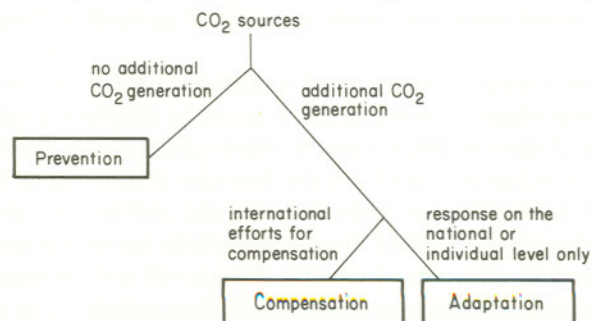 CO2 sources
no additional
CO2 generation
additional CO2
generation
Prevention
international
efforts for
compensation
response on the
national or
individual level only
Compensation
Adaptation